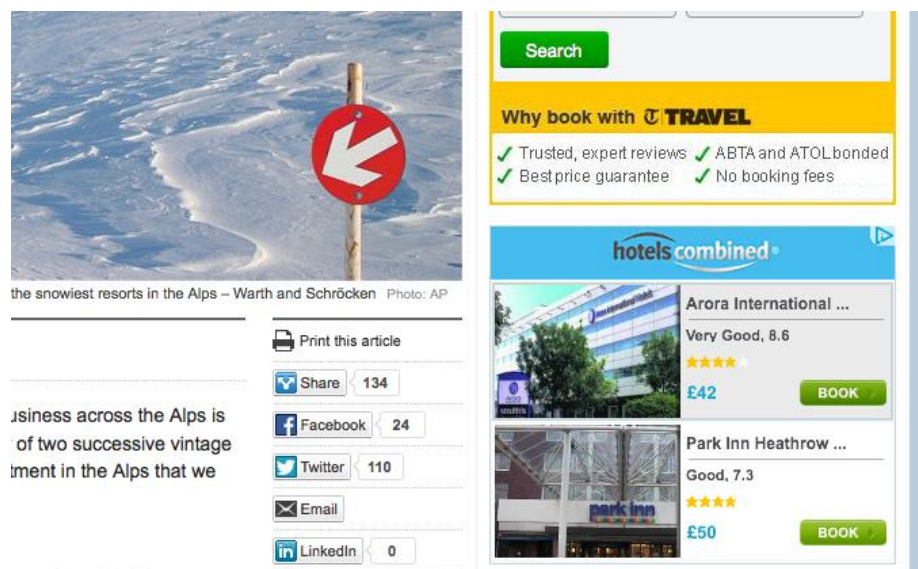 the snowiest resorts in the Alps – Warth and Schröcken Photo: AP
usiness across the Alps is
of two successive vintage
tment in the Alps that we
Print this article
Share 134
Facebook 24
Twitter 110
Email
LinkedIn 0
Search
Why book with T TRAVEL
Trusted, expert reviews
ABTA and ATOL bonded
Best price guarantee
No booking fees
hotelscombined
Arora International ...
Very Good, 8.6
£42
BOOK
Park Inn Heathrow ...
Good, 7.3
£50
BOOK
park inn